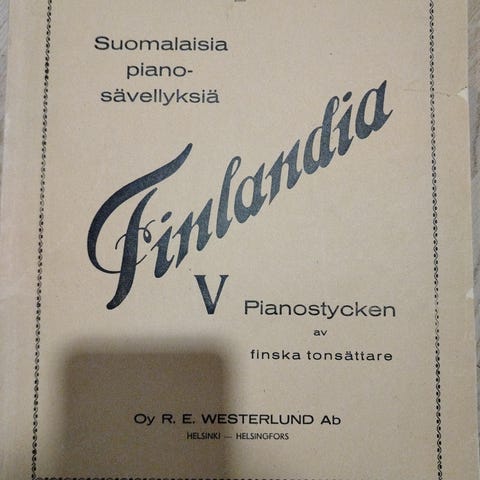 Suomalaisia
piano-
sävellyksiä
Finlandia
V
Pianostycken
av
finska tonsättare
Oy R. E. WESTERLUND Ab
HELSINKI — HELSINGFORS